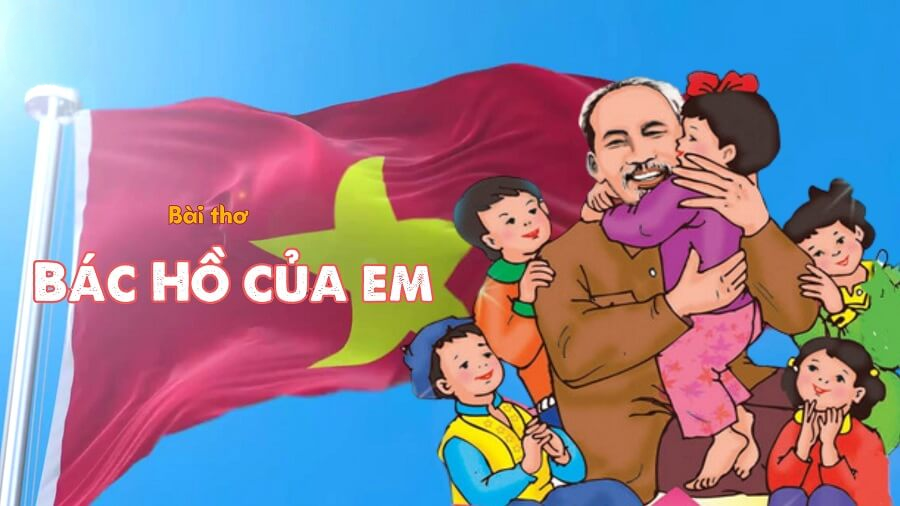 Bài thơ
BÁC HỒ CỦA EM